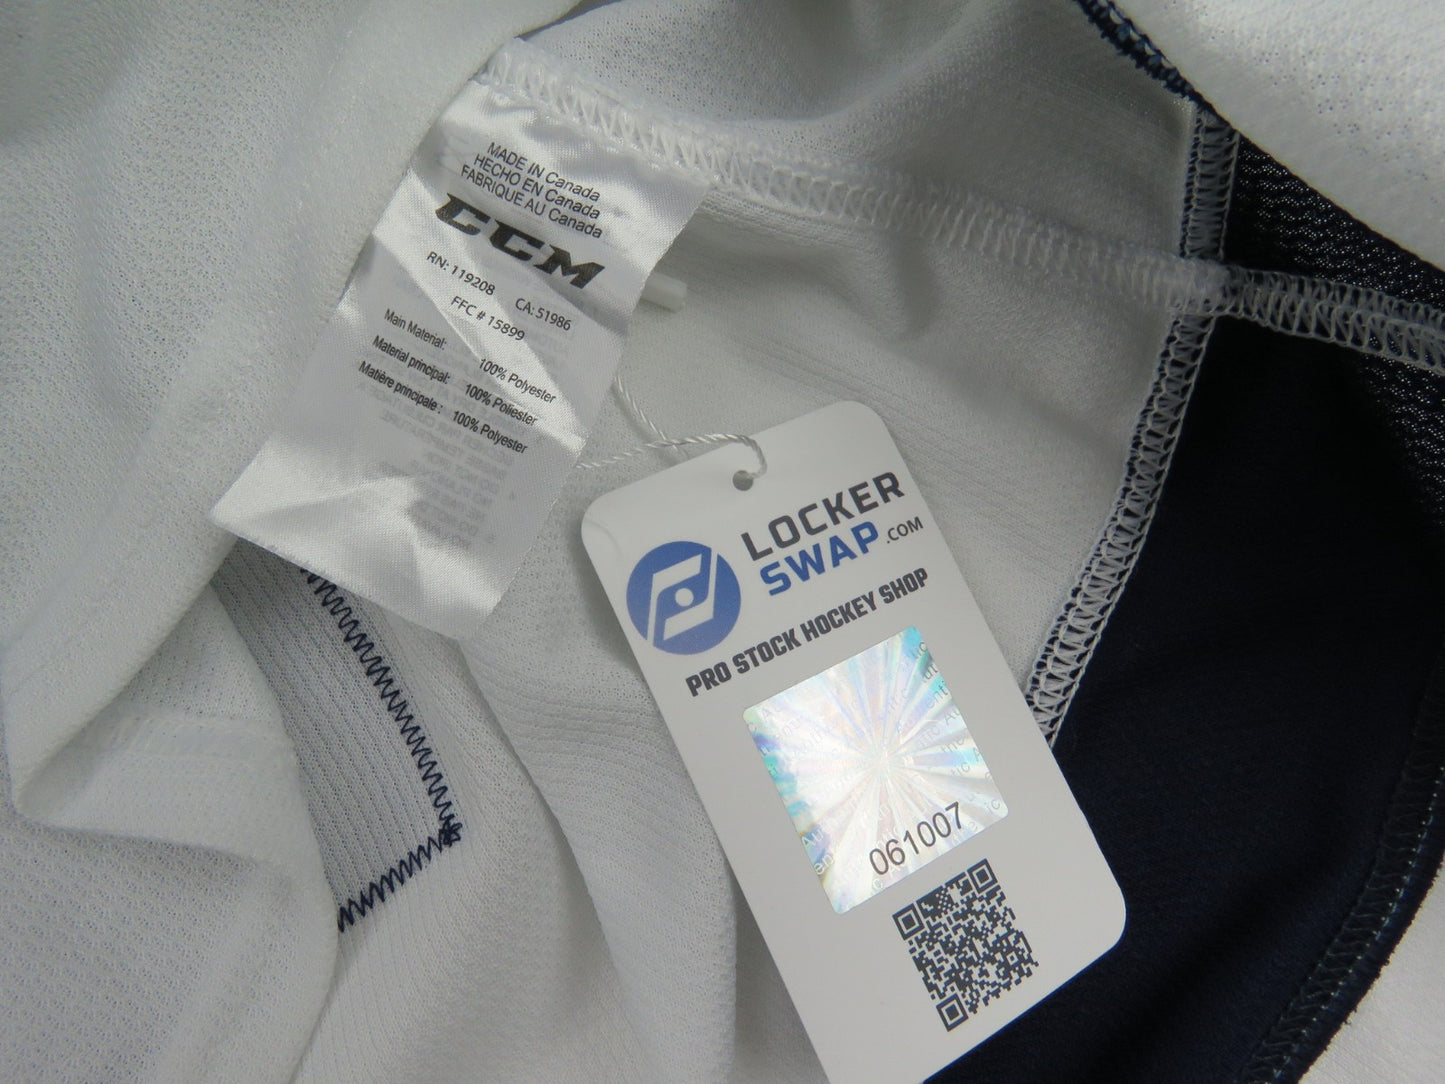 MADE IN Canada
HECHO EN Canada
FABRIQUE AU Canada
CCM
RN: 119208 CA: 51986
FFC # 15899
Main Material: 100% Polyester
Material principal: 100% Poliester
Matière principale : 100% Polyester
LOCKER
SWAP.COM
PRO STOCK HOCKEY SHOP
061007